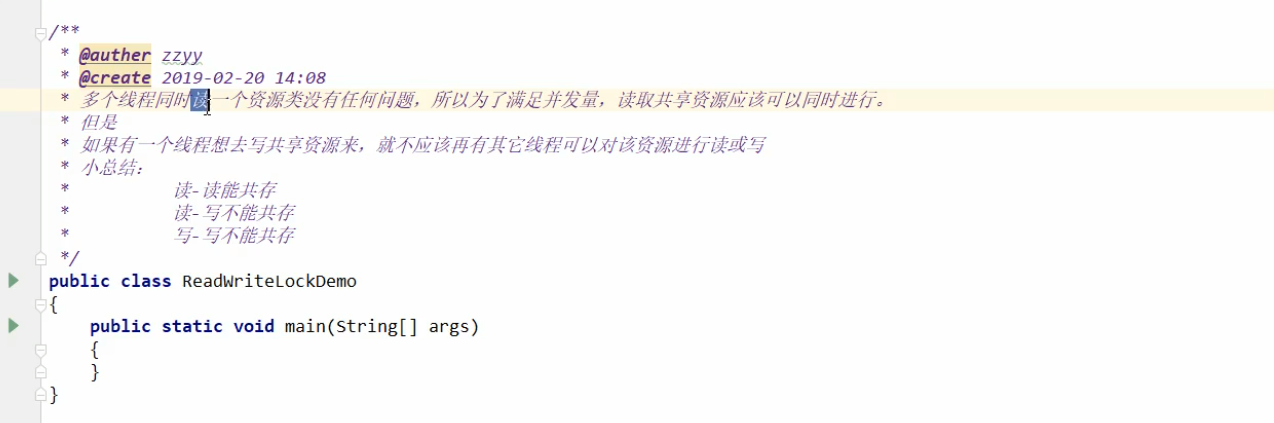 /**
* @auther zzyy
* @create 2019-02-20 14:08
* 多个线程同时读一个资源类没有任何问题，所以为了满足并发量，读取共享资源应该可以同时进行。
* 但是
* 如果有一个线程想去写共享资源来，就不应该再有其它线程可以对该资源进行读或写
* 小总结：
* 读-读能共存
* 读-写不能共存
* 写-写不能共存
*/
public class ReadWriteLockDemo
{
public static void main(String[] args)
{
}
}